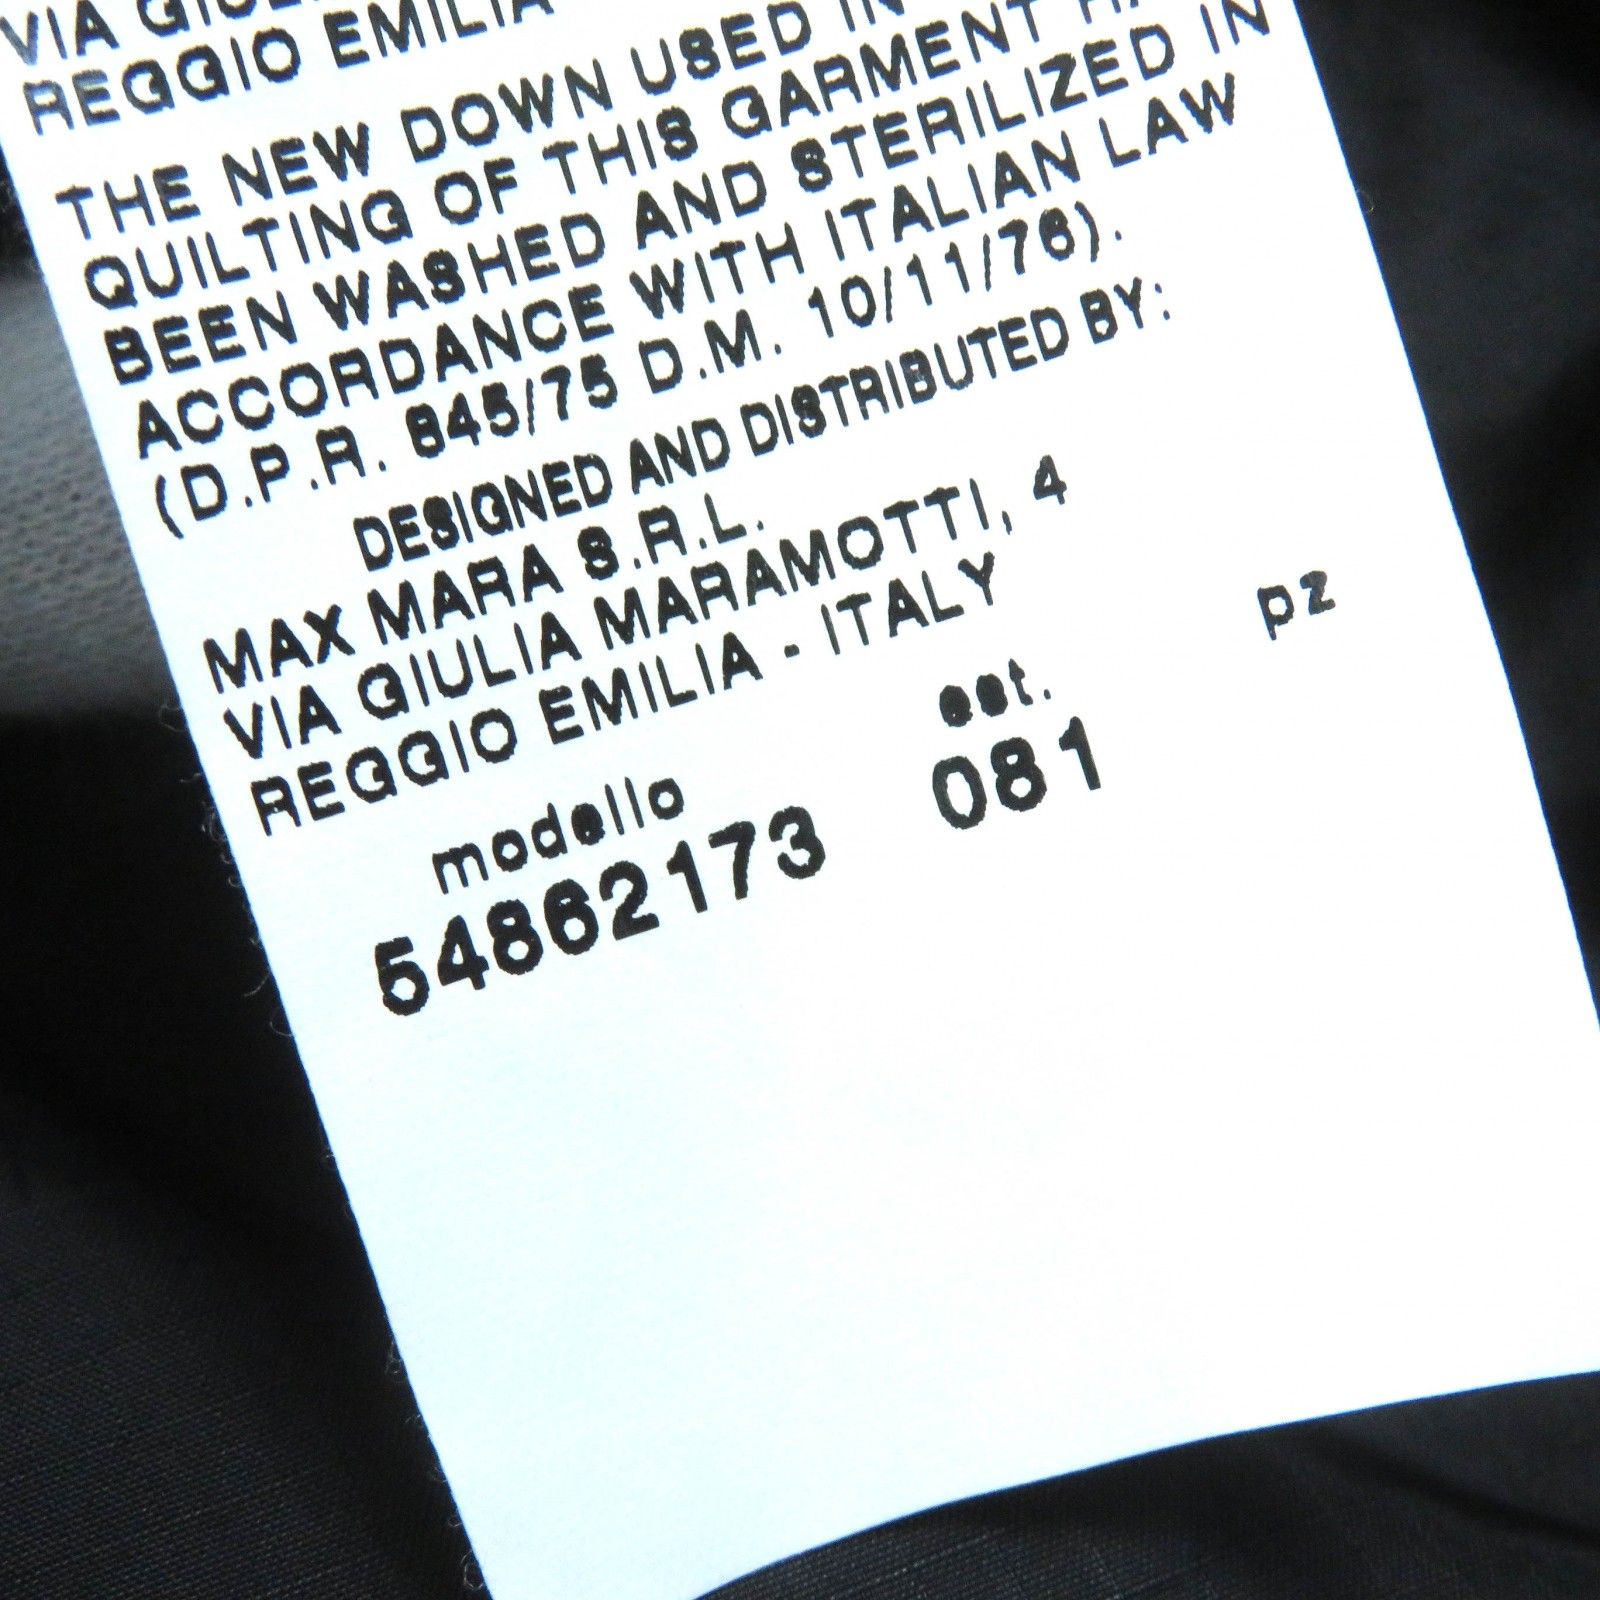 VIA
REGGIO EMILIA
THE NEW DOWN USED IN
QUILTING OF THIS GARMENT
BEEN WASHED AND STERILIZED IN
ACCORDANCE WITH ITALIAN LAW
(D.P.R. 845/75 D.M. 10/11/76).
DESIGNED AND DISTRIBUTED BY:
MAX MARA S.R.L.
VIA GIULIA MARAMOTTI, 4
REGGIO EMILIA - ITALY
modello est. pz
54862173 081